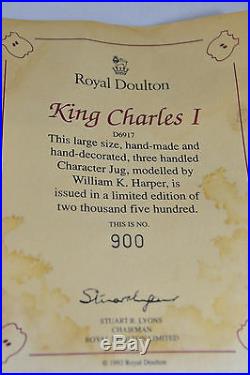 Royal Doulton
King Charles I
D6917
This large size, hand-made and
hand-decorated, three handled
Character Jug, modelled by
William K. Harper, is
issued in a limited edition of
two thousand five hundred.
THIS IS NO.
900
STUART R. LYONS
CHAIRMAN
ROYAL LIMITED
© 1992